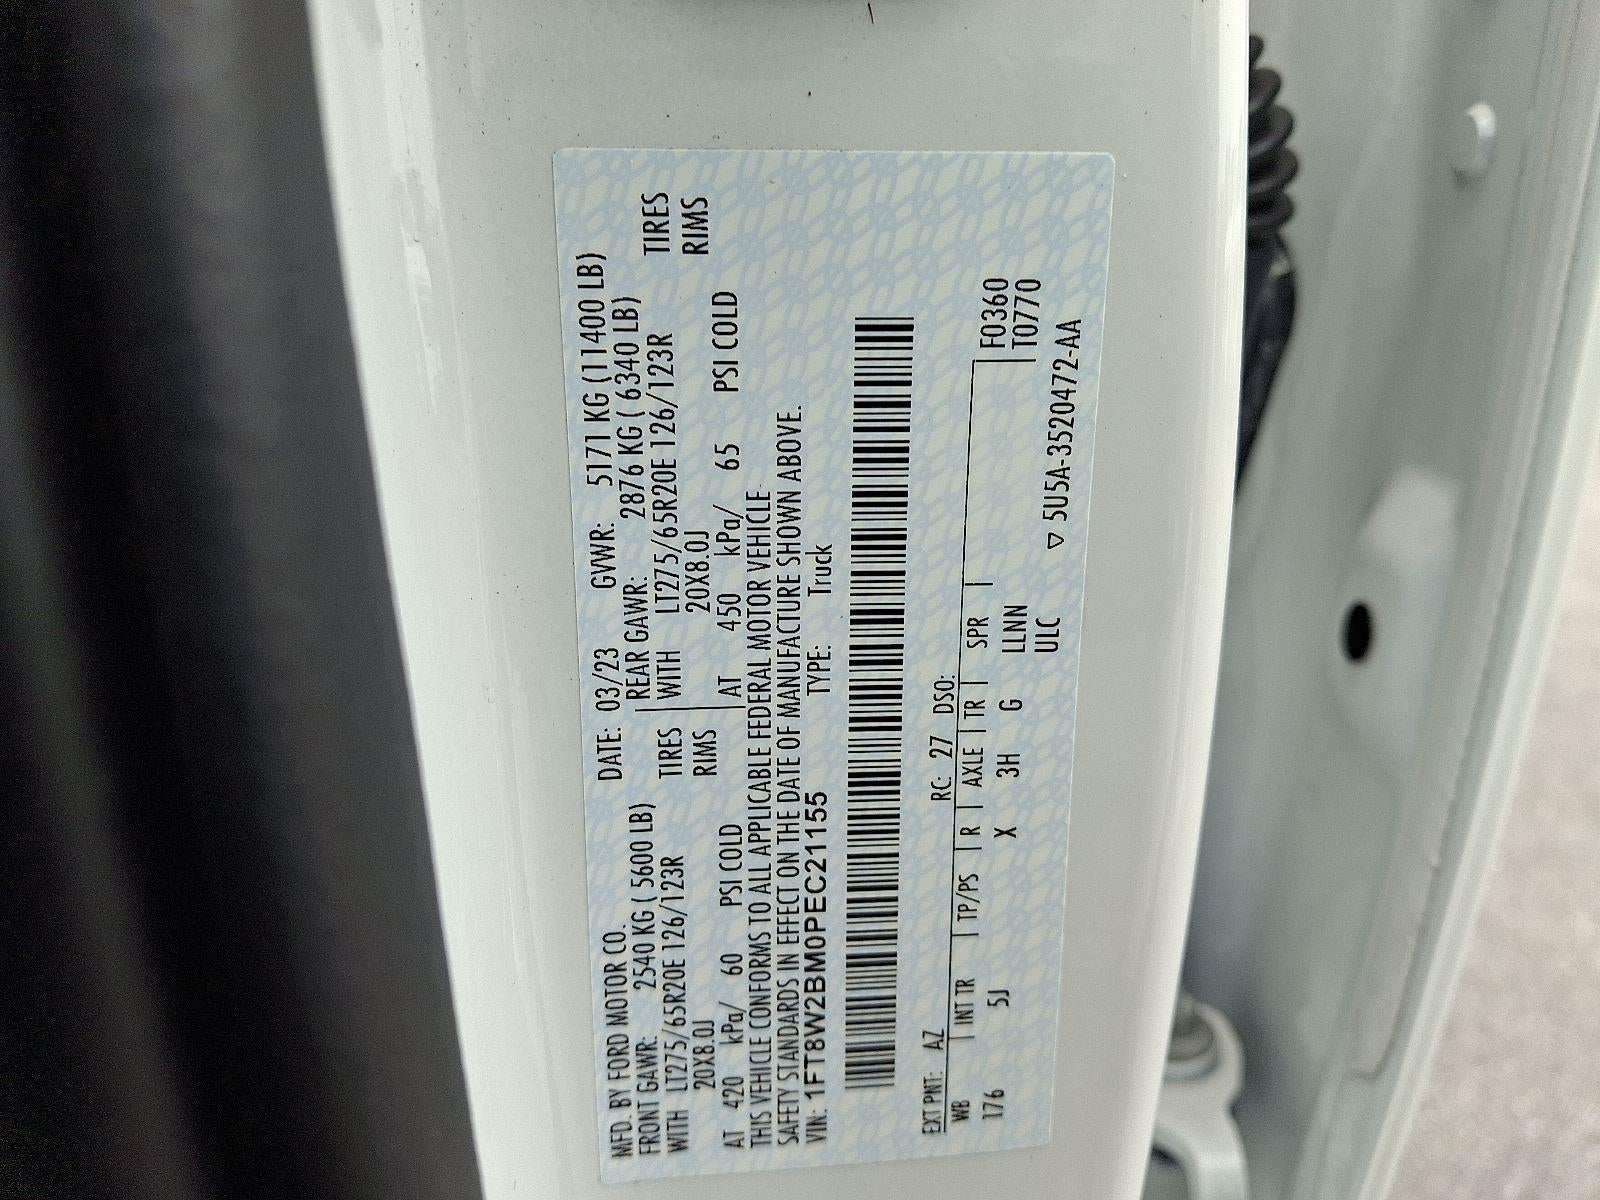 MFD. BY FORD MOTOR CO. DATE: 03/23 GVWR: 5171 KG (11400 LB)
FRONT GAWR: 2540 KG ( 5600 LB) REAR GAWR: 2876 KG ( 6340 LB)
WITH LT275/65R20E 126/123R TIRES WITH LT275/65R20E 126/123R TIRES
20X8.0J RIMS 20X8.0J RIMS
AT 420 kPa/ 60 PSI COLD AT 450 kPa/ 65 PSI COLD
THIS VEHICLE CONFORMS TO ALL APPLICABLE FEDERAL MOTOR VEHICLE
SAFETY STANDARDS IN EFFECT ON THE DATE OF MANUFACTURE SHOWN ABOVE.
VIN: 1FT8W2BM0PEC21155 TYPE: Truck
EXT PNT: AZ RC: 27 DSO:
WB | INT TR | TP/PS | R | AXLE | TR | SPR | F0360
176 5J X 3H G LLNN T0770
ULC ▽ 5U5A-3520472-AA